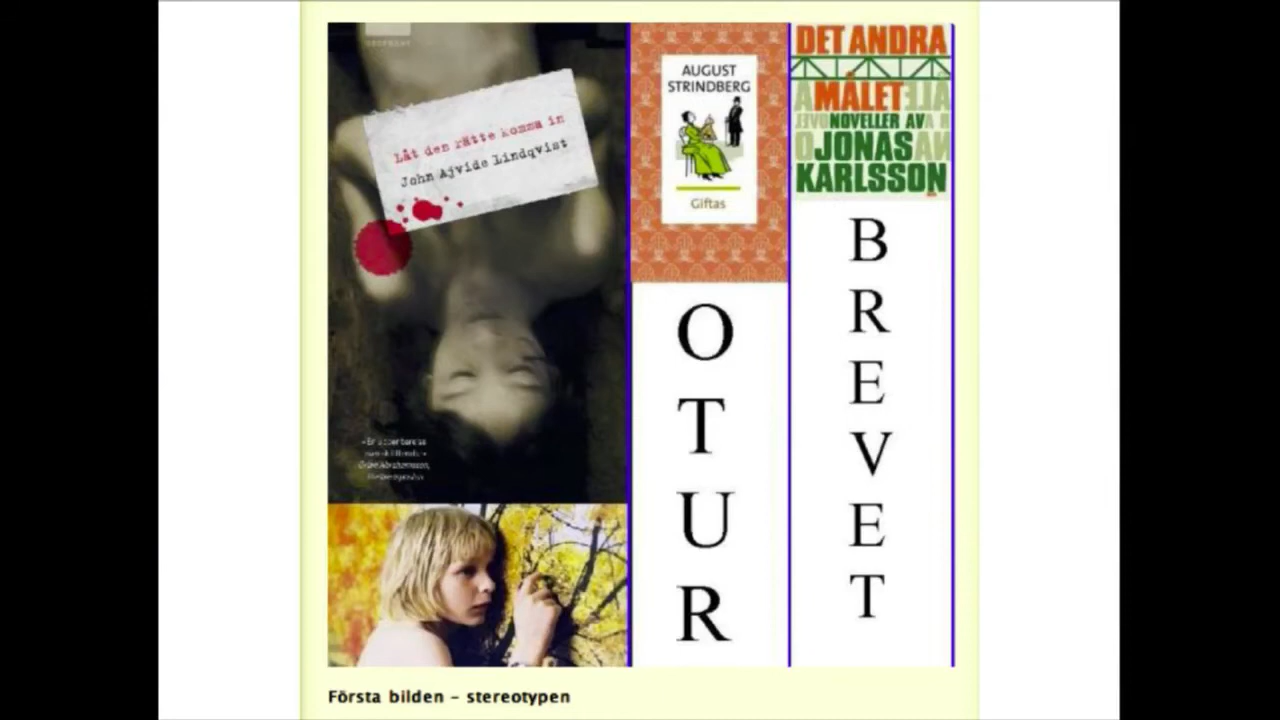 Låt den rätte komma in
John Ajvide Lindqvist
AUGUST
STRINDBERG
Giftas
O
T
U
R
DET ANDRA
MÅLET
NOVELLER AV
JONAS
KARLSSON
B
R
E
V
E
T
Första bilden – stereotypen